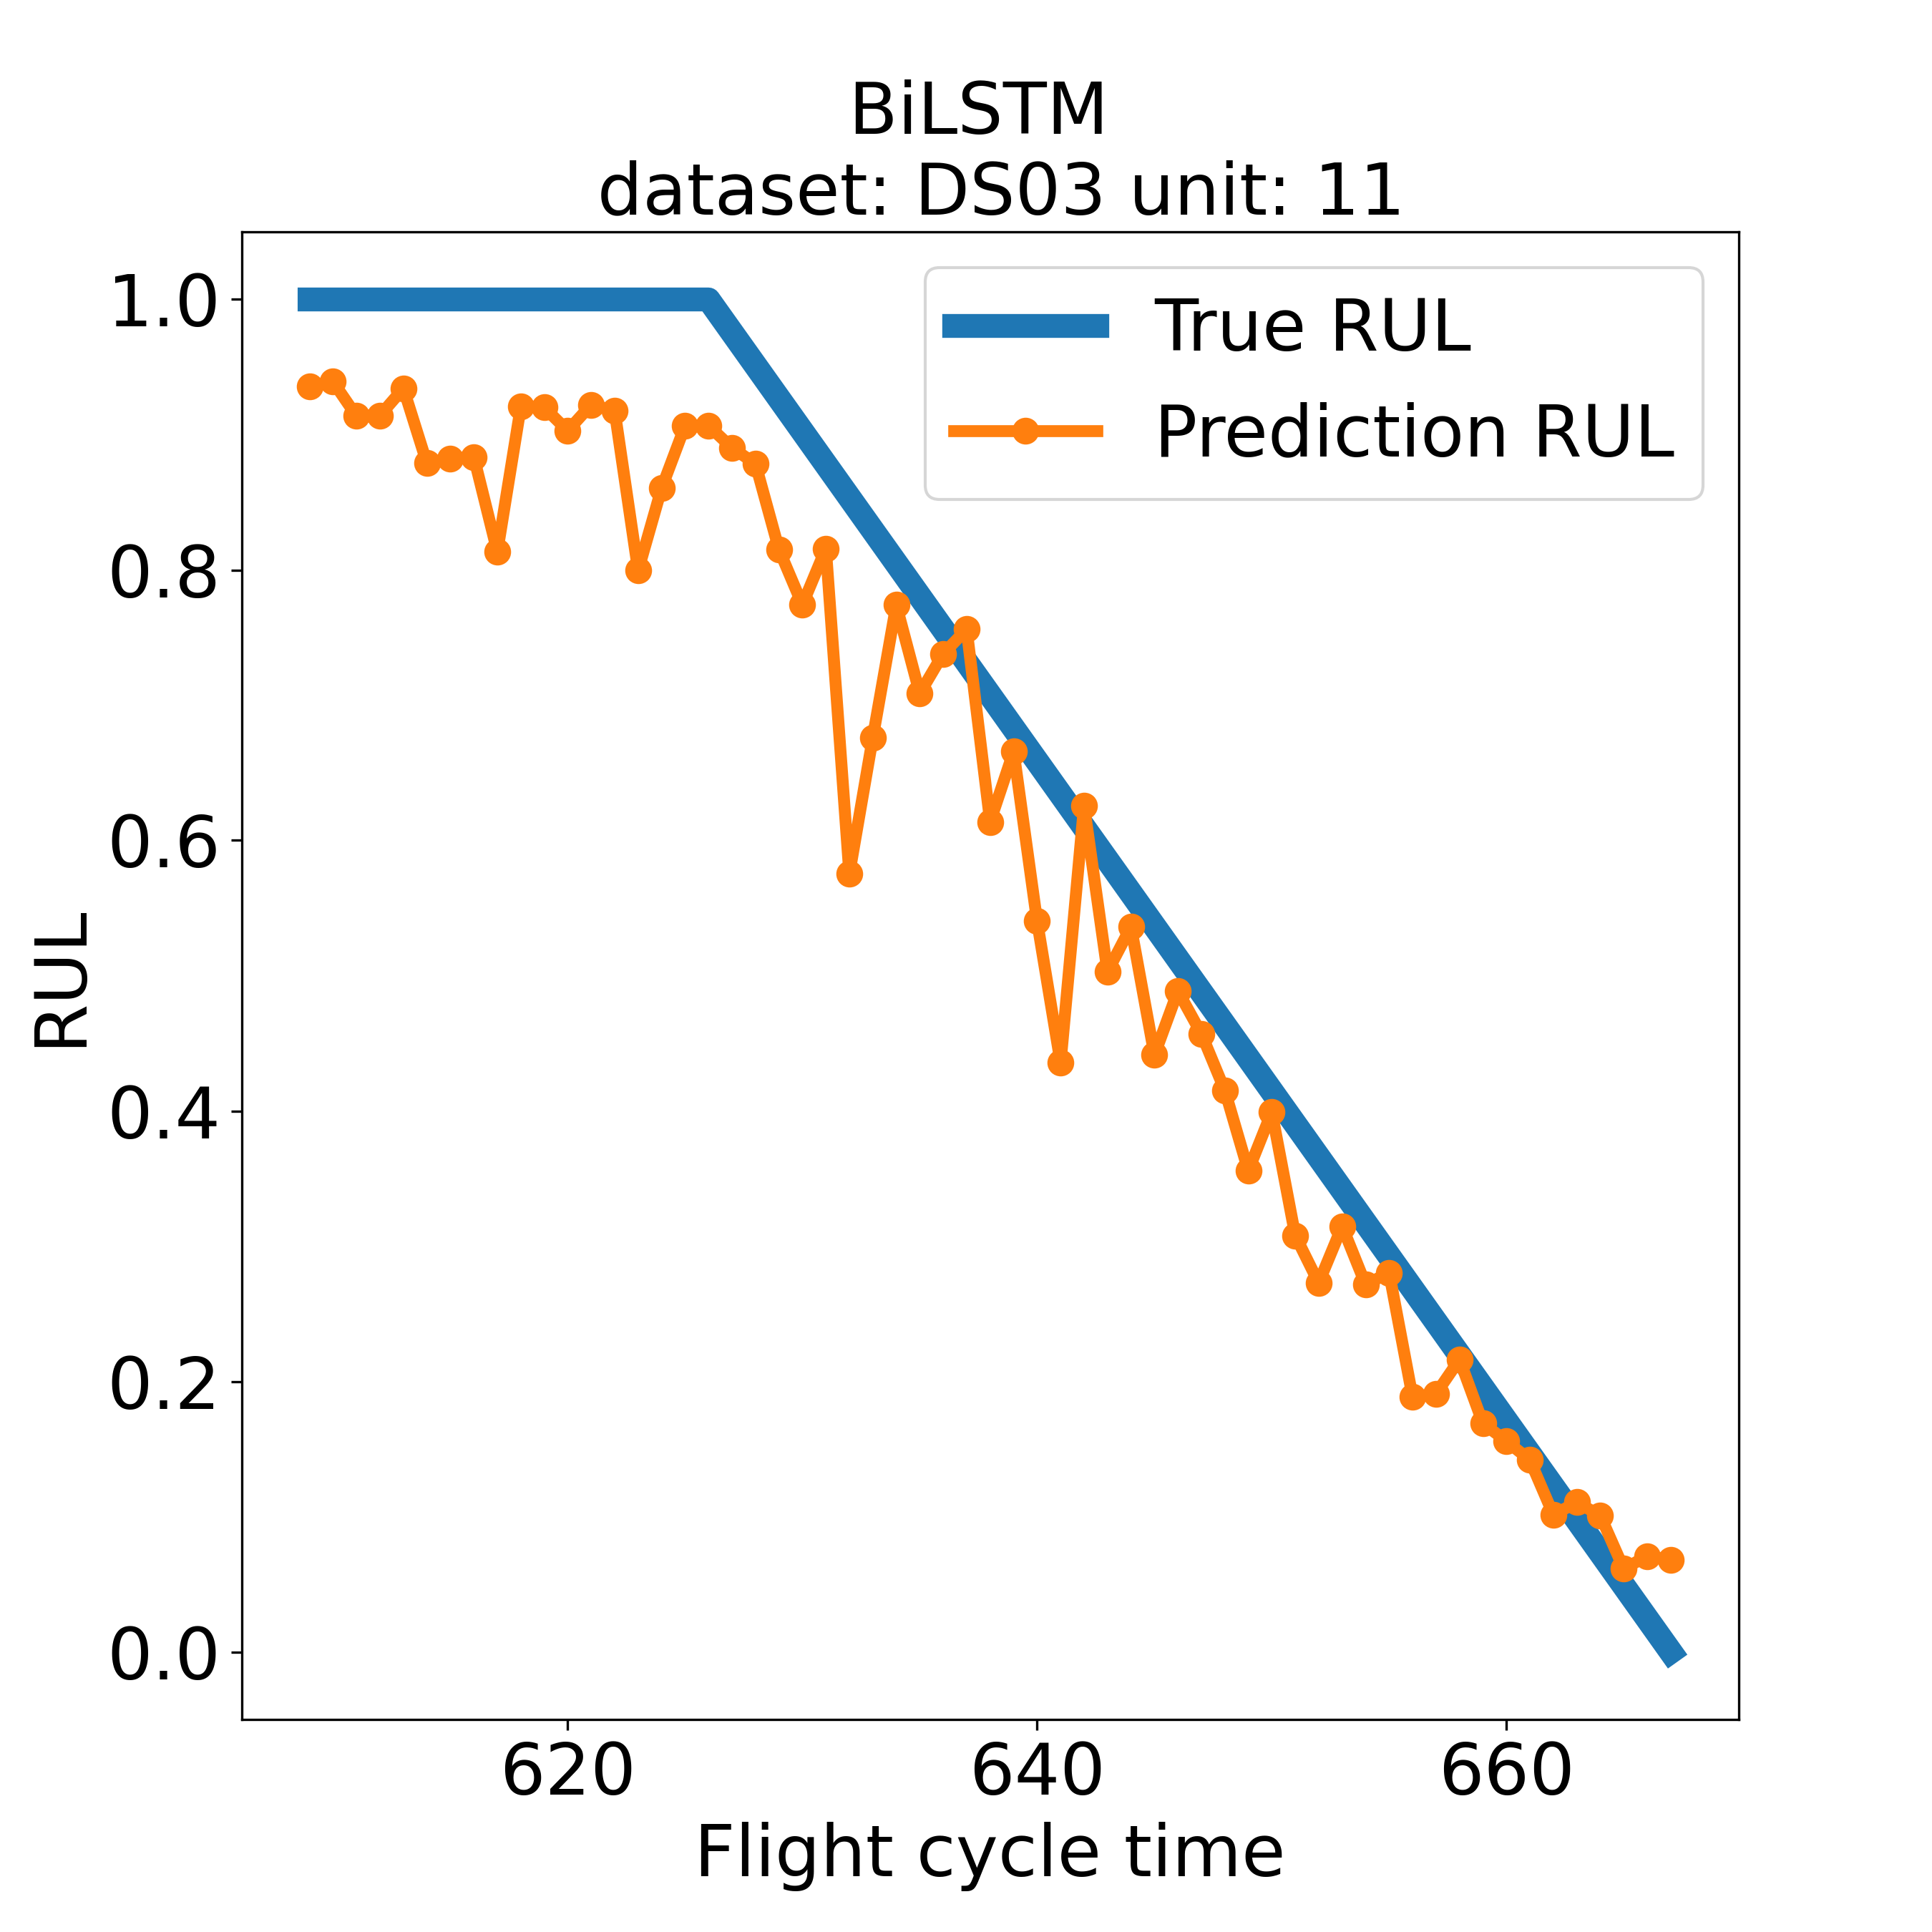 BiLSTM
dataset: DS03 unit: 11
True RUL
Prediction RUL
1.0
0.8
0.6
0.4
0.2
0.0
RUL
620
640
660
Flight cycle time